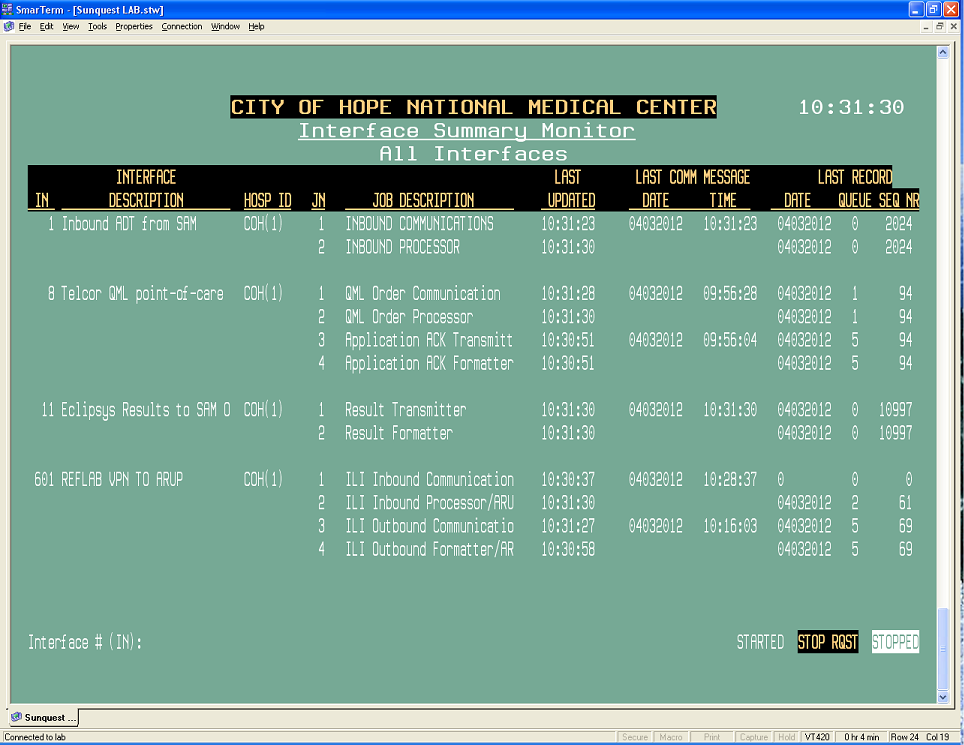 SmarTerm - [Sunquest LAB.stw]
File Edit View Tools Properties Connection Window Help
CITY OF HOPE NATIONAL MEDICAL CENTER 10:31:30
Interface Summary Monitor
All Interfaces
INTERFACE LAST LAST COMM MESSAGE LAST RECORD
IN DESCRIPTION HOSP ID JN JOB DESCRIPTION UPDATED DATE TIME DATE QUEUE SEQ NR
1 Inbound ADT from SAM COH(1) 1 INBOUND COMMUNICATIONS 10:31:23 04032012 10:31:23 04032012 0 2024
2 INBOUND PROCESSOR 10:31:30 04032012 0 2024
8 Telcor QML point-of-care COH(1) 1 QML Order Communication 10:31:28 04032012 09:56:28 04032012 1 94
2 QML Order Processor 10:31:30 04032012 1 94
3 Application ACK Transmitt 10:30:51 04032012 09:56:04 04032012 5 94
4 Application ACK Formatter 10:30:51 04032012 5 94
11 Eclipsys Results to SAM O COH(1) 1 Result Transmitter 10:31:30 04032012 10:31:30 04032012 0 10997
2 Result Formatter 10:31:30 04032012 0 10997
601 REFLAB VPN TO ARUP COH(1) 1 ILI Inbound Communication 10:30:37 04032012 10:28:37 0 0 0
2 ILI Inbound Processor/ARU 10:31:30 04032012 2 61
3 ILI Outbound Communicatio 10:31:27 04032012 10:16:03 04032012 5 69
4 ILI Outbound Formatter/AR 10:30:58 04032012 5 69
Interface # (IN): STARTED STOP RQST STOPPED
Sunquest ...
Connected to lab Secure Macro Print Capture Hold VT420 0 hr 4 min Row 24 Col 19